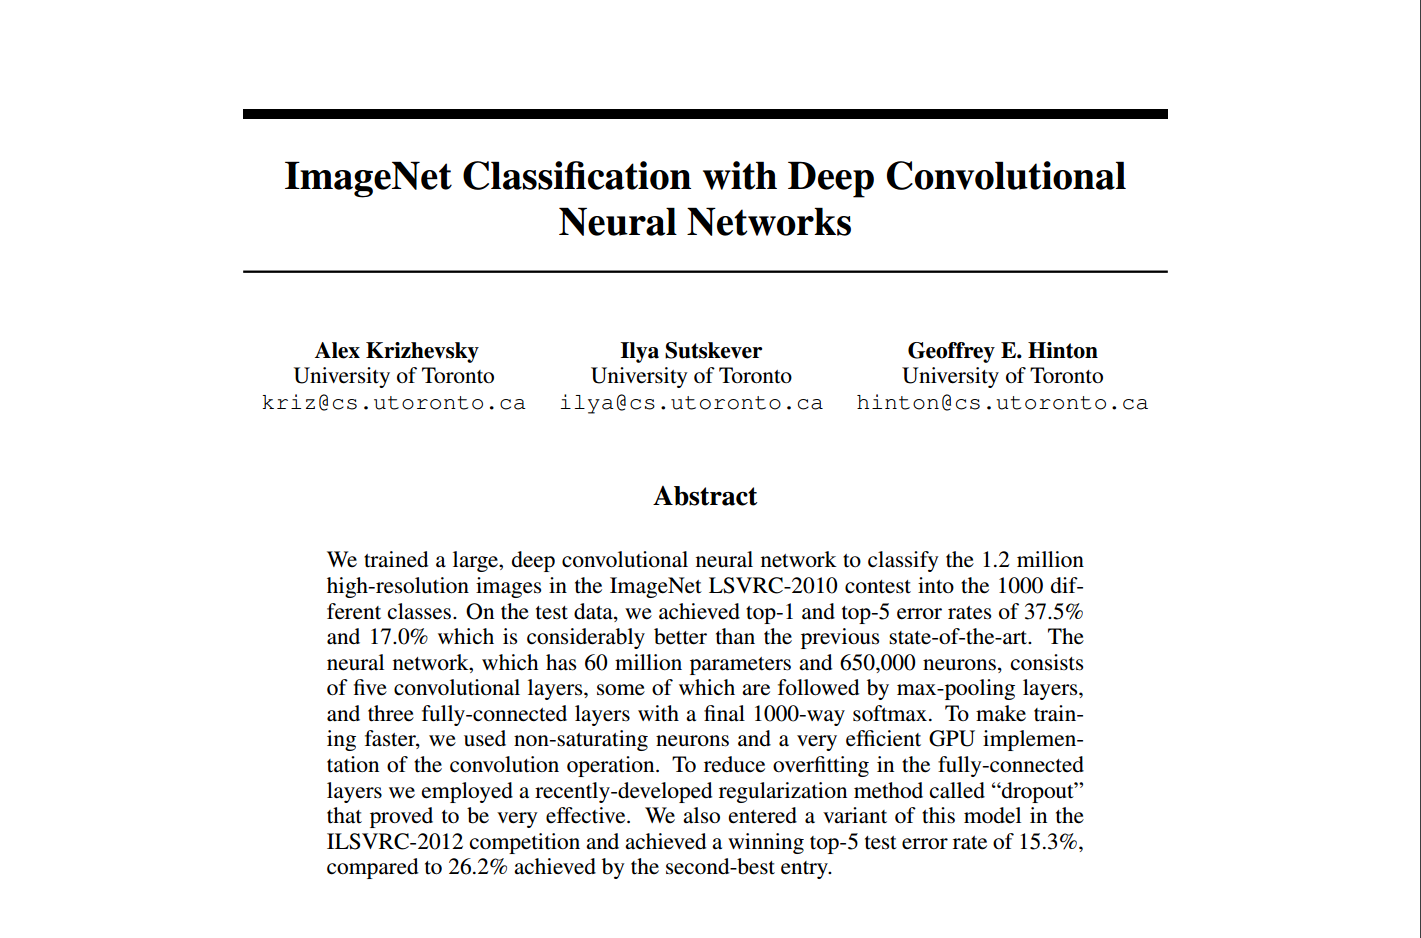 ImageNet Classification with Deep Convolutional
Neural Networks
Alex Krizhevsky
University of Toronto
kriz@cs.utoronto.ca
Ilya Sutskever
University of Toronto
ilya@cs.utoronto.ca
Geoffrey E. Hinton
University of Toronto
hinton@cs.utoronto.ca
Abstract
We trained a large, deep convolutional neural network to classify the 1.2 million
high-resolution images in the ImageNet LSVRC-2010 contest into the 1000 dif-
ferent classes. On the test data, we achieved top-1 and top-5 error rates of 37.5%
and 17.0% which is considerably better than the previous state-of-the-art. The
neural network, which has 60 million parameters and 650,000 neurons, consists
of five convolutional layers, some of which are followed by max-pooling layers,
and three fully-connected layers with a final 1000-way softmax. To make train-
ing faster, we used non-saturating neurons and a very efficient GPU implemen-
tation of the convolution operation. To reduce overfitting in the fully-connected
layers we employed a recently-developed regularization method called “dropout”
that proved to be very effective. We also entered a variant of this model in the
ILSVRC-2012 competition and achieved a winning top-5 test error rate of 15.3%,
compared to 26.2% achieved by the second-best entry.